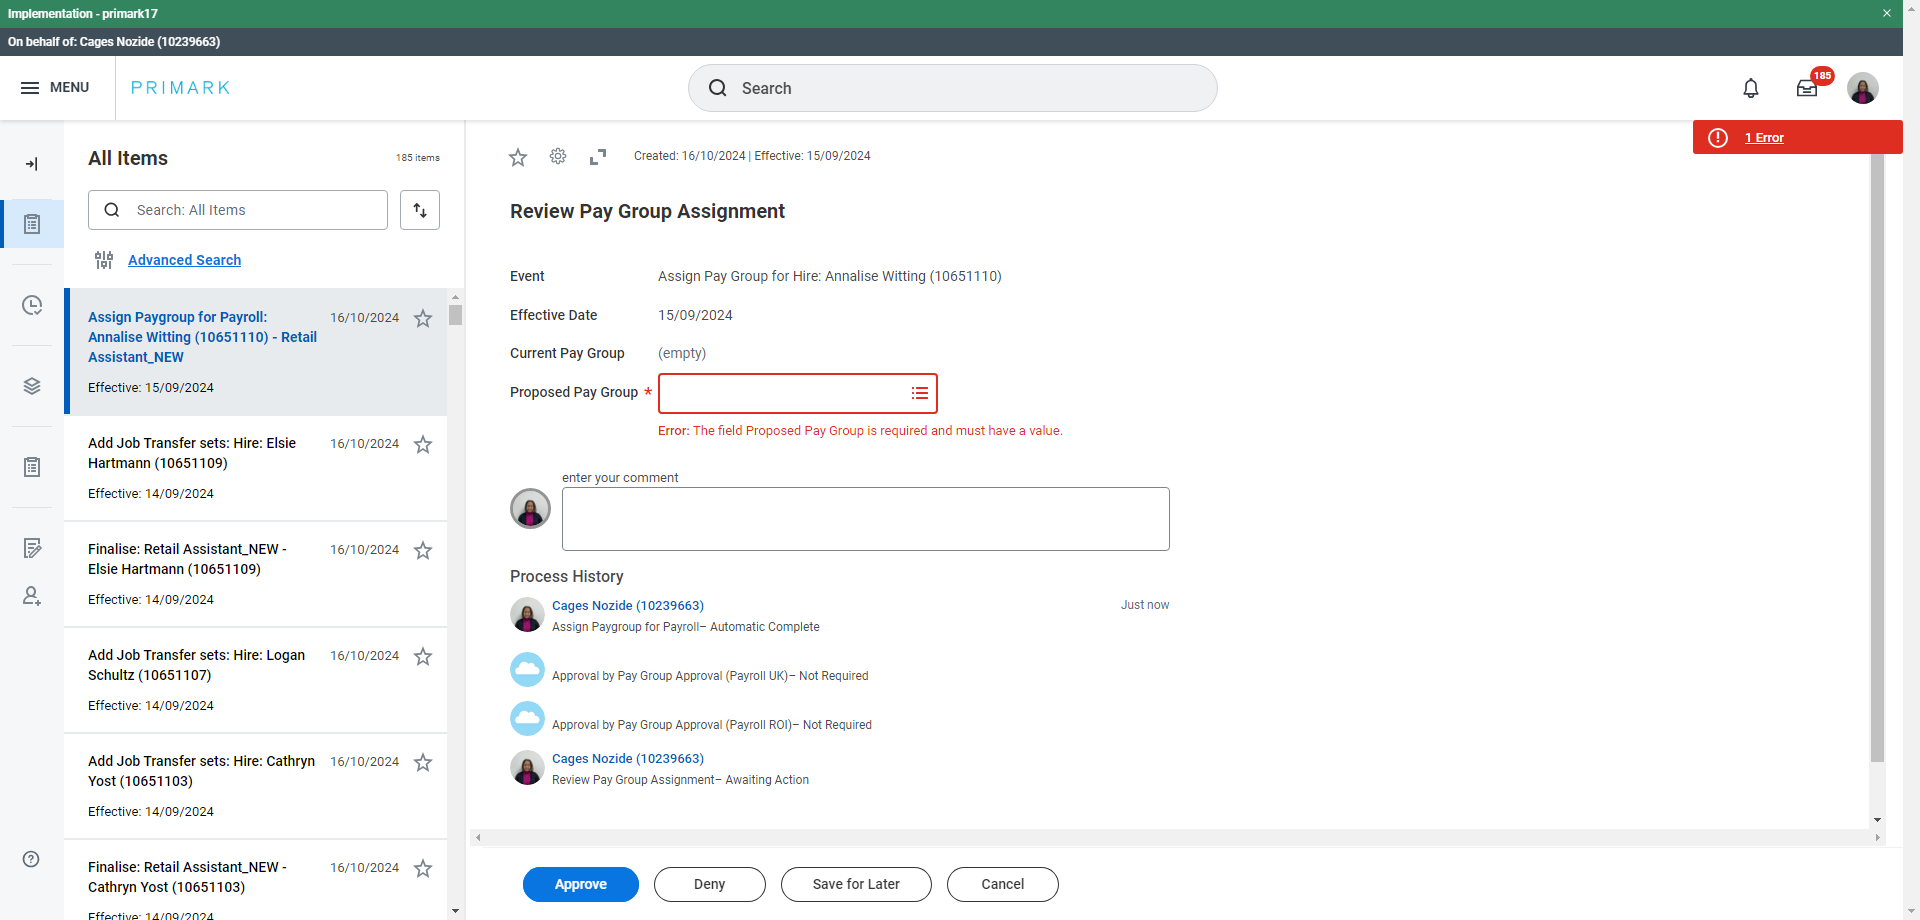 Implementation - primark17
On behalf of: Cages Nozide (10239663)
MENU
PRIMARK
Search
185
1 Error
All Items
185 items
Search: All Items
Advanced Search
Assign Paygroup for Payroll:
Annalise Witting (10651110) - Retail
Assistant_NEW
16/10/2024
Effective: 15/09/2024
Add Job Transfer sets: Hire: Elsie
Hartmann (10651109)
16/10/2024
Effective: 14/09/2024
Finalise: Retail Assistant_NEW -
Elsie Hartmann (10651109)
16/10/2024
Effective: 14/09/2024
Add Job Transfer sets: Hire: Logan
Schultz (10651107)
16/10/2024
Effective: 14/09/2024
Add Job Transfer sets: Hire: Cathryn
Yost (10651103)
16/10/2024
Effective: 14/09/2024
Finalise: Retail Assistant_NEW -
Cathryn Yost (10651103)
16/10/2024
Effective: 14/09/2024
Created: 16/10/2024 | Effective: 15/09/2024
Review Pay Group Assignment
Event Assign Pay Group for Hire: Annalise Witting (10651110)
Effective Date 15/09/2024
Current Pay Group (empty)
Proposed Pay Group *
Error: The field Proposed Pay Group is required and must have a value.
enter your comment
Process History
Cages Nozide (10239663) Just now
Assign Paygroup for Payroll– Automatic Complete
Approval by Pay Group Approval (Payroll UK)– Not Required
Approval by Pay Group Approval (Payroll ROI)– Not Required
Cages Nozide (10239663)
Review Pay Group Assignment– Awaiting Action
Approve Deny Save for Later Cancel